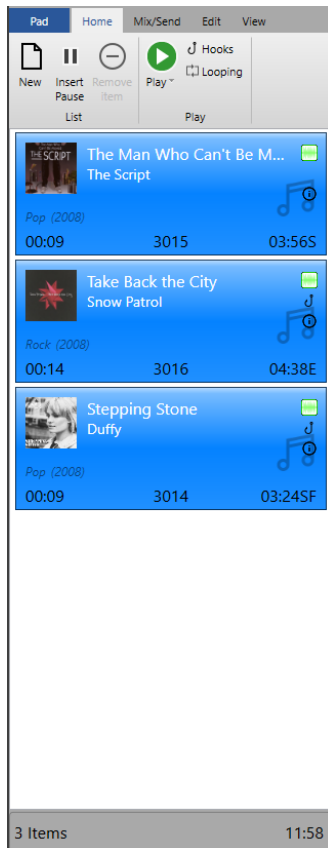 Pad Home Mix/Send Edit View
New Insert Pause Remove Item Play Hooks
Looping
List Play
THE SCRIPT
The Man Who Can't Be M...
The Script
Pop (2008)
00:09 3015 03:56S
Take Back the City
Snow Patrol
Rock (2008)
00:14 3016 04:38E
Stepping Stone
Duffy
Pop (2008)
00:09 3014 03:24SF
3 Items 11:58